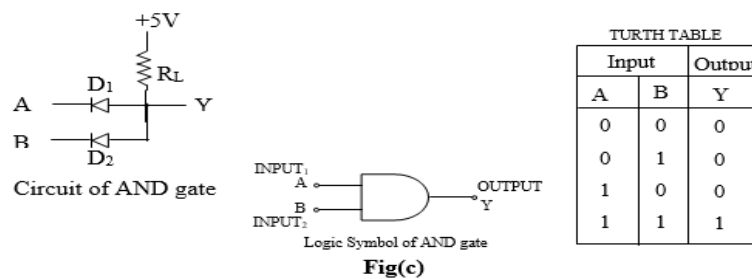 +5V
RL
D1
A
Y
B
D2
Circuit of AND gate
INPUT1
A
B
INPUT2
OUTPUT
Y
Logic Symbol of AND gate
Fig(c)
TURTH TABLE
Input Output
A B Y
0 0 0
0 1 0
1 0 0
1 1 1